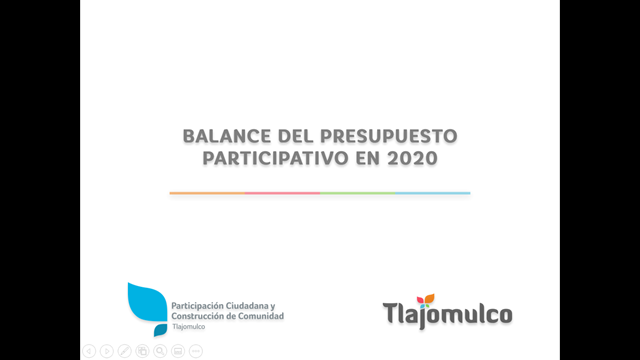 BALANCE DEL PRESUPUESTO
PARTICIPATIVO EN 2020
Participación Ciudadana y
Construcción de Comunidad
Tlajomulco
Tlajomulco